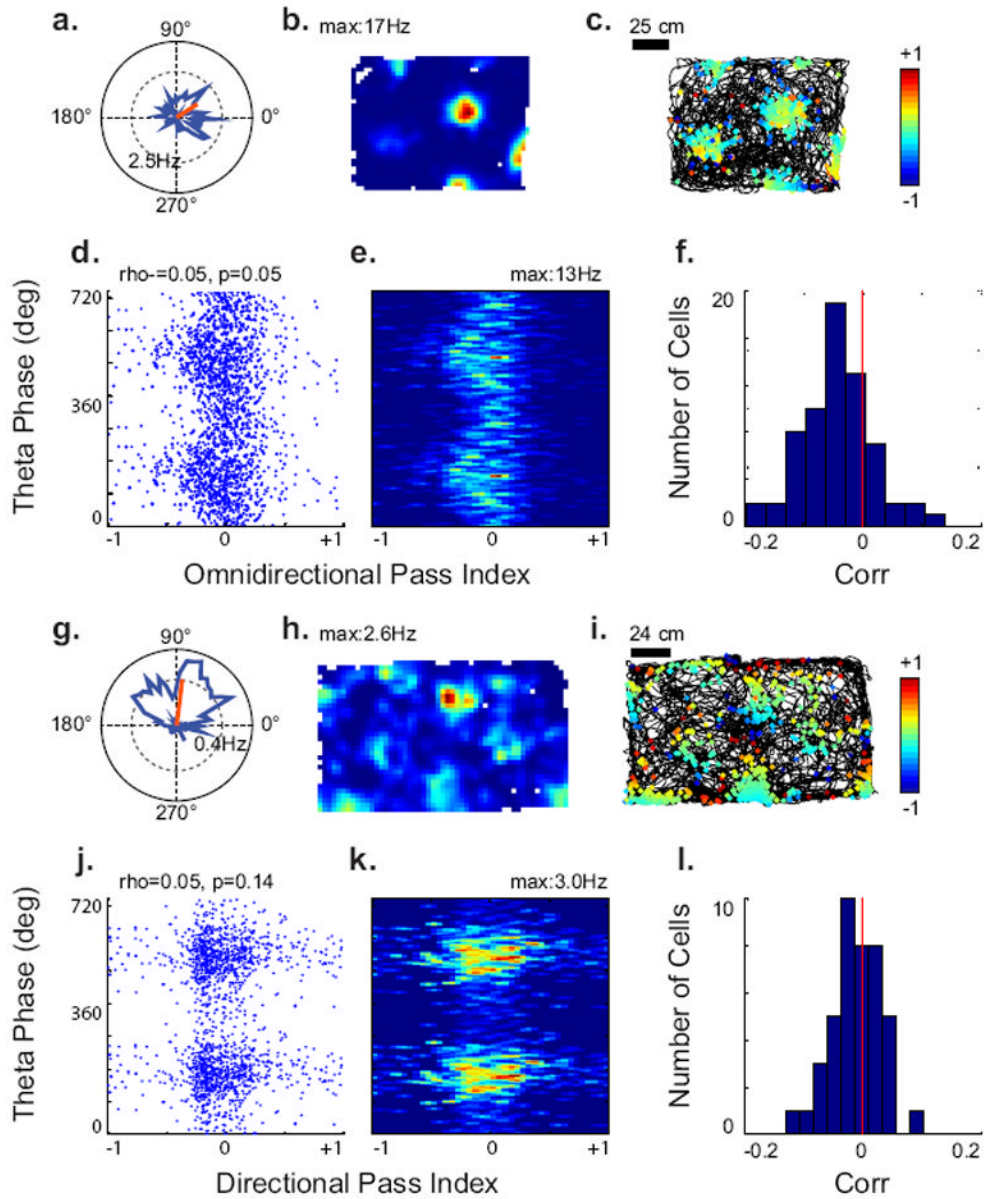 a.
90°
180°
0°
2.5Hz
270°
b.
max:17Hz
c.
25 cm
+1
-1
d.
rho-=0.05, p=0.05
Theta Phase (deg)
720
360
0
-1
0
+1
e.
max:13Hz
-1
0
+1
Omnidirectional Pass Index
f.
Number of Cells
20
0
-0.2
0
0.2
Corr
g.
90°
180°
0°
0.4Hz
270°
h.
max:2.6Hz
i.
24 cm
+1
-1
j.
rho=0.05, p=0.14
Theta Phase (deg)
720
360
0
-1
0
+1
k.
max:3.0Hz
-1
0
+1
Directional Pass Index
l.
Number of Cells
10
0
-0.2
0
0.2
Corr